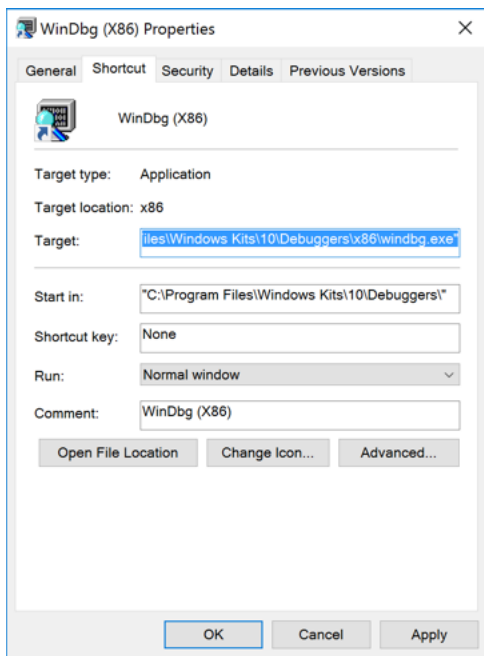 WinDbg (X86) Properties
General Shortcut Security Details Previous Versions
WinDbg (X86)
Target type: Application
Target location: x86
Target: iles\Windows Kits\10\Debuggers\x86\windbg.exe"
Start in: "C:\Program Files\Windows Kits\10\Debuggers\"
Shortcut key: None
Run: Normal window
Comment: WinDbg (X86)
Open File Location Change Icon... Advanced...
OK Cancel Apply